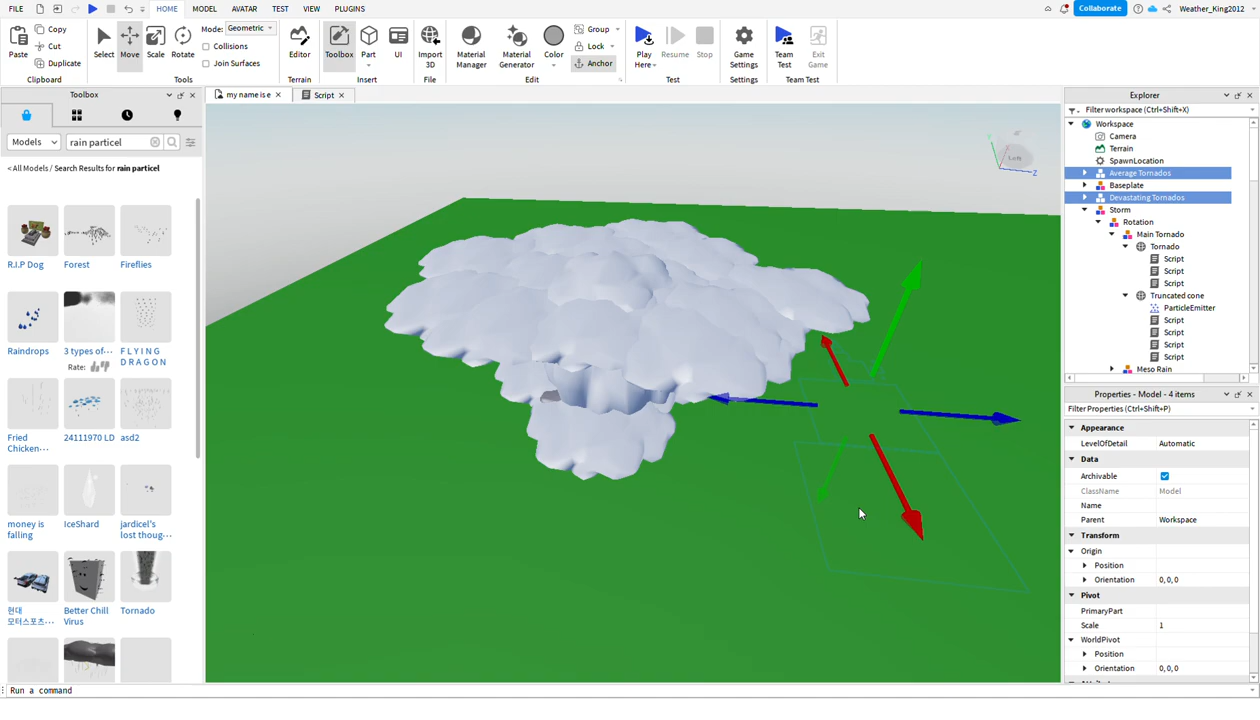 FILE
HOME
MODEL
AVATAR
TEST
VIEW
PLUGINS
Collaborate
Weather_King2012
Paste
Copy
Cut
Duplicate
Clipboard
Select
Move
Scale
Rotate
Mode: Geometric
Collisions
Join Surfaces
Tools
Editor
Terrain
Toolbox
Part
UI
Insert
Import 3D
File
Material Manager
Material Generator
Color
Group
Lock
Anchor
Edit
Play Here
Resume
Stop
Test
Game Settings
Settings
Team Test
Exit Game
Team Test
Toolbox
Models
rain particel
< All Models / Search Results for rain particel
R.I.P Dog
Forest
Fireflies
Raindrops
3 types of...
Rate:
F L Y I N G
D R A G O N
Fried
Chicken...
24111970 LD
asd2
money is
falling
IceShard
jardicel's
lost thoug...
현대
모터스포츠...
Better Chill
Virus
Tornado
my name is e
Script
Left
Y
Z
Explorer
Filter workspace (Ctrl+Shift+X)
Workspace
Camera
Terrain
SpawnLocation
Average Tornados
Baseplate
Devastating Tornados
Storm
Rotation
Main Tornado
Tornado
Script
Script
Script
Truncated cone
ParticleEmitter
Script
Script
Script
Script
Meso Rain
Properties - Model - 4 items
Filter Properties (Ctrl+Shift+P)
Appearance
LevelOfDetail Automatic
Data
Archivable
ClassName Model
Name
Parent Workspace
Transform
Origin
Position
Orientation 0, 0, 0
Pivot
PrimaryPart
Scale 1
WorldPivot
Position
Orientation 0, 0, 0
Run a command